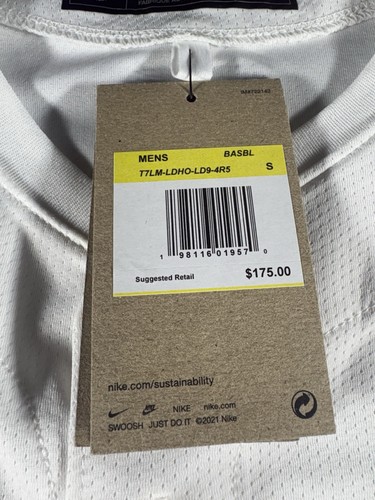 MENS BASBL
T7LM-LDHO-LD9-4R5
S
1 98116 01957 0
Suggested Retail $175.00
nike.com/sustainability
NIKE nike.com
SWOOSH JUST DO IT ©2021 Nike